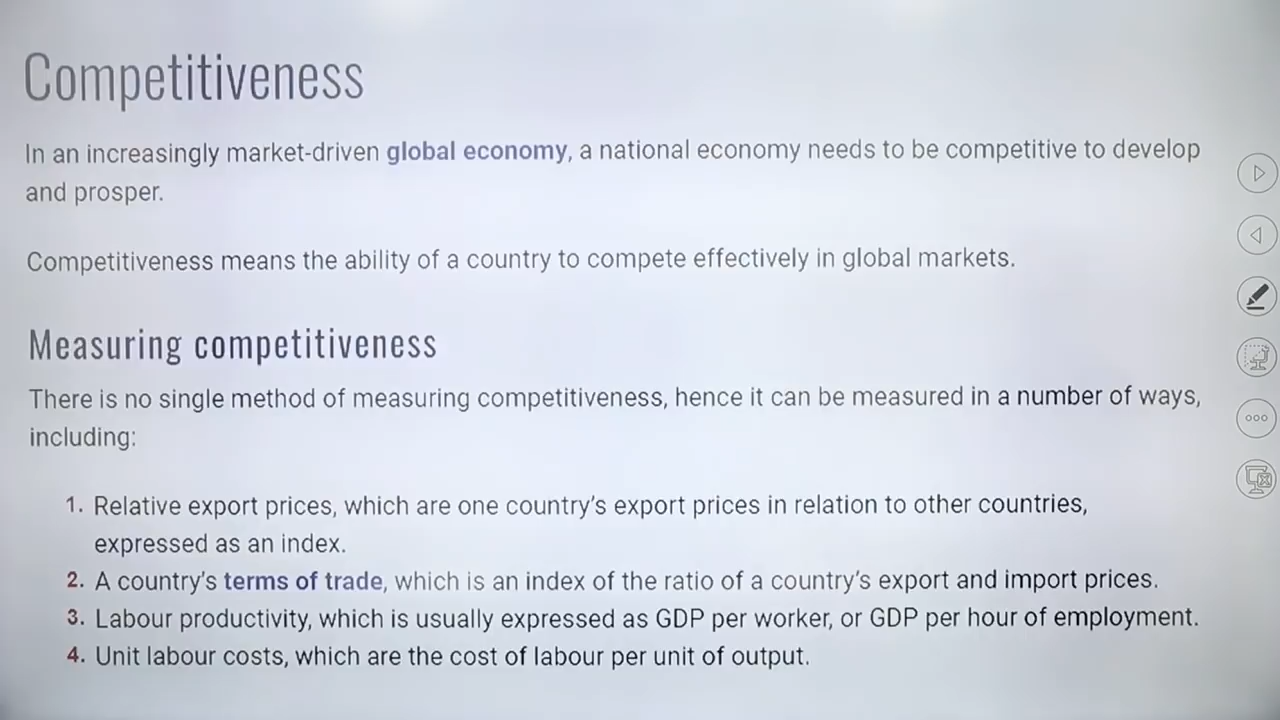 Competitiveness
In an increasingly market-driven global economy, a national economy needs to be competitive to develop
and prosper.
Competitiveness means the ability of a country to compete effectively in global markets.
Measuring competitiveness
There is no single method of measuring competitiveness, hence it can be measured in a number of ways,
including:
1. Relative export prices, which are one country's export prices in relation to other countries,
expressed as an index.
2. A country's terms of trade, which is an index of the ratio of a country's export and import prices.
3. Labour productivity, which is usually expressed as GDP per worker, or GDP per hour of employment.
4. Unit labour costs, which are the cost of labour per unit of output.